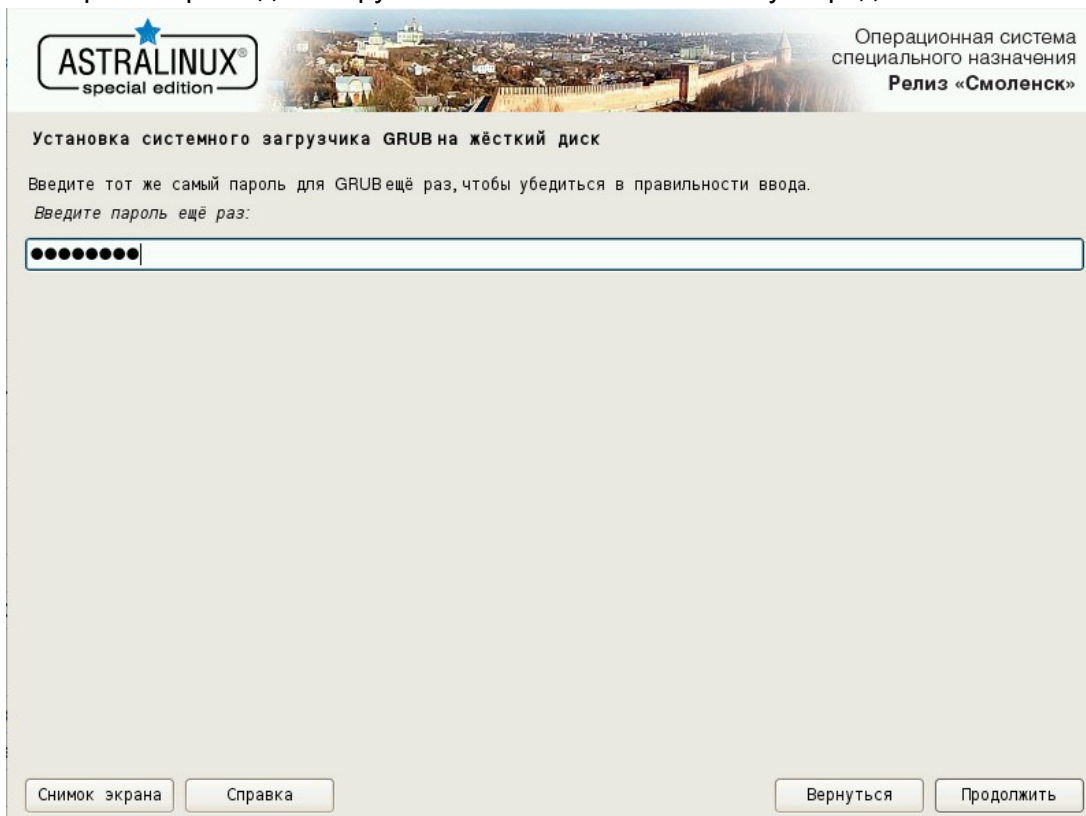 ASTRALINUX®
special edition
Операционная система
специального назначения
Релиз «Смоленск»
Установка системного загрузчика GRUB на жёсткий диск
Введите тот же самый пароль для GRUB ещё раз, чтобы убедиться в правильности ввода.
Введите пароль ещё раз:
●●●●●●●●
Снимок экрана
Справка
Вернуться
Продолжить